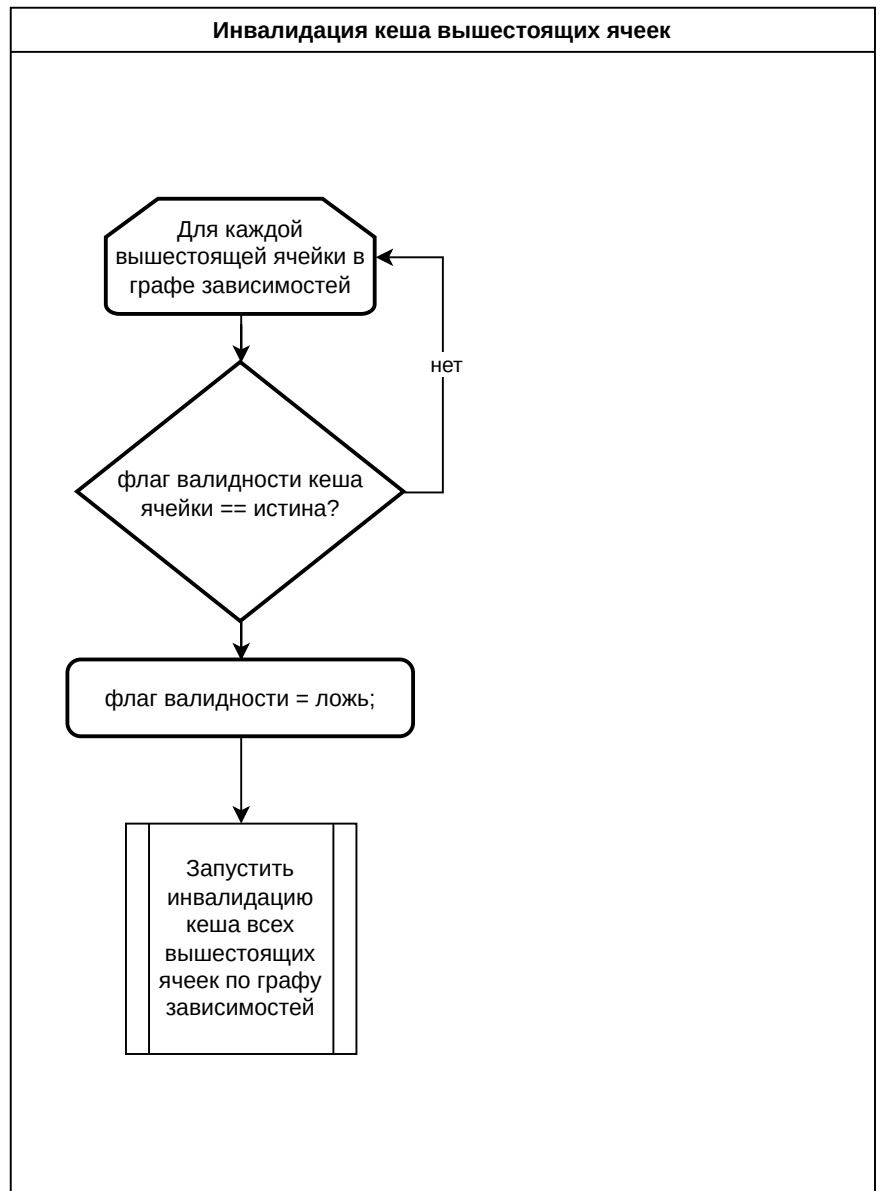 Инвалидация кеша вышестоящих ячеек
Для каждой
вышестоящей ячейки в
графе зависимостей
нет
флаг валидности кеша
ячейки == истина?
флаг валидности = ложь;
Запустить
инвалидацию
кеша всех
вышестоящих
ячеек по графу
зависимостей